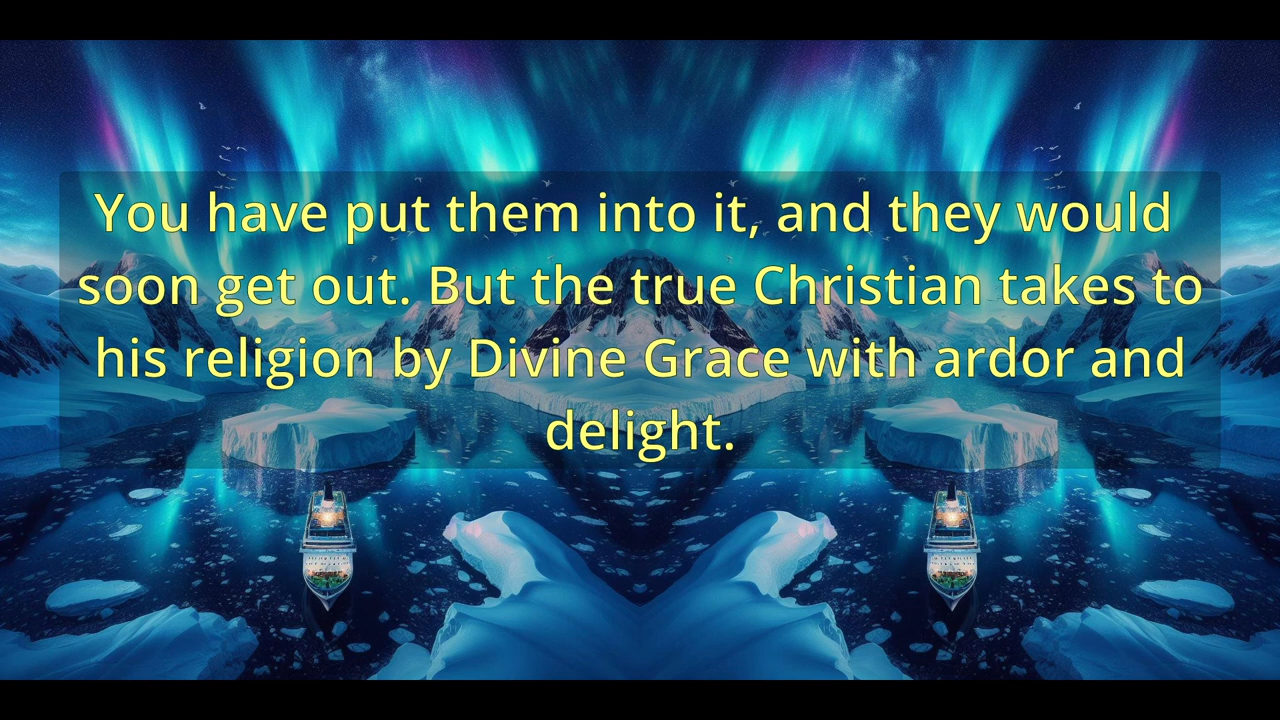 You have put them into it, and they would
soon get out. But the true Christian takes to
his religion by Divine Grace with ardor and
delight.